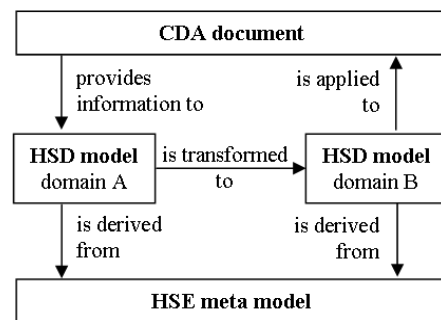 CDA document
provides
information to
is applied
to
HSD model
domain A
is transformed
to
HSD model
domain B
is derived
from
is derived
from
HSE meta model